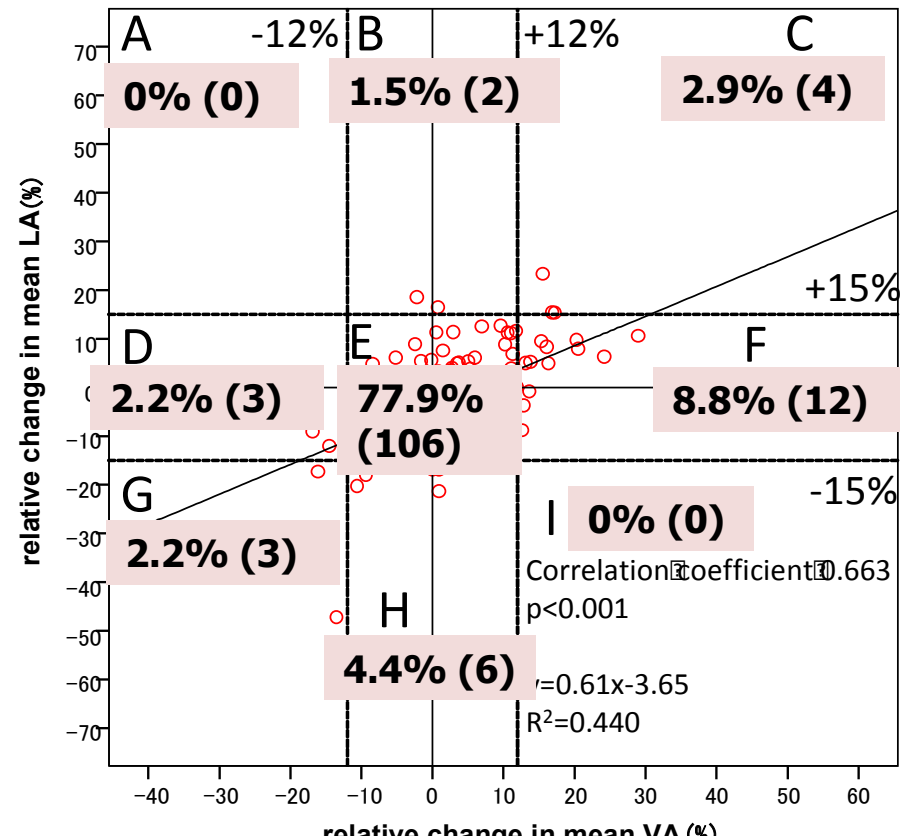 A
-12%
B
+12%
C
0% (0)
1.5% (2)
2.9% (4)
70
60
50
40
30
20
10
0
−10
−20
−30
−40
−50
−60
−70
relative change in mean LA(%)
+15%
D
E
F
2.2% (3)
77.9%
(106)
8.8% (12)
G
-15%
I
0% (0)
2.2% (3)
Correlation coefficient 0.663
p<0.001
H
4.4% (6)
y=0.61x-3.65
R²=0.440
−40 −30 −20 −10 0 10 20 30 40 50 60
relative change in mean VA(%)